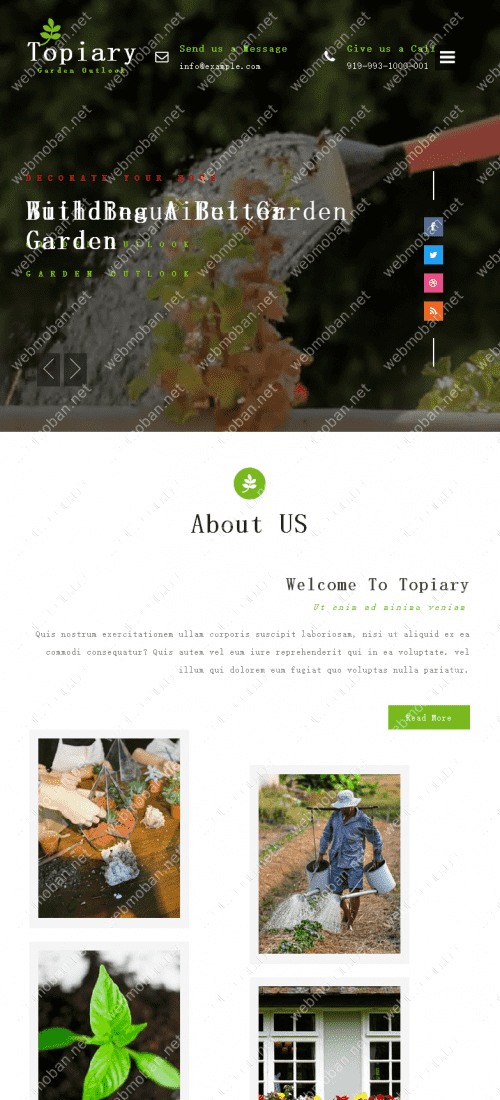 Topiary
Garden Outlook
Send us a Message
info@example.com
Give us a Call
919-993-1000-001
DECORATE YOUR HOME
Building A Better
Garden
GARDEN OUTLOOK
About US
Welcome To Topiary
Ut enim ad minima veniam
Quis nostrum exercitationem ullam corporis suscipit laboriosam, nisi ut aliquid ex ea
commodi consequatur? Quis autem vel eum iure reprehenderit qui in ea voluptate. vel
illum qui dolorem eum fugiat quo voluptas nulla pariatur.
Read More
webmoban.net